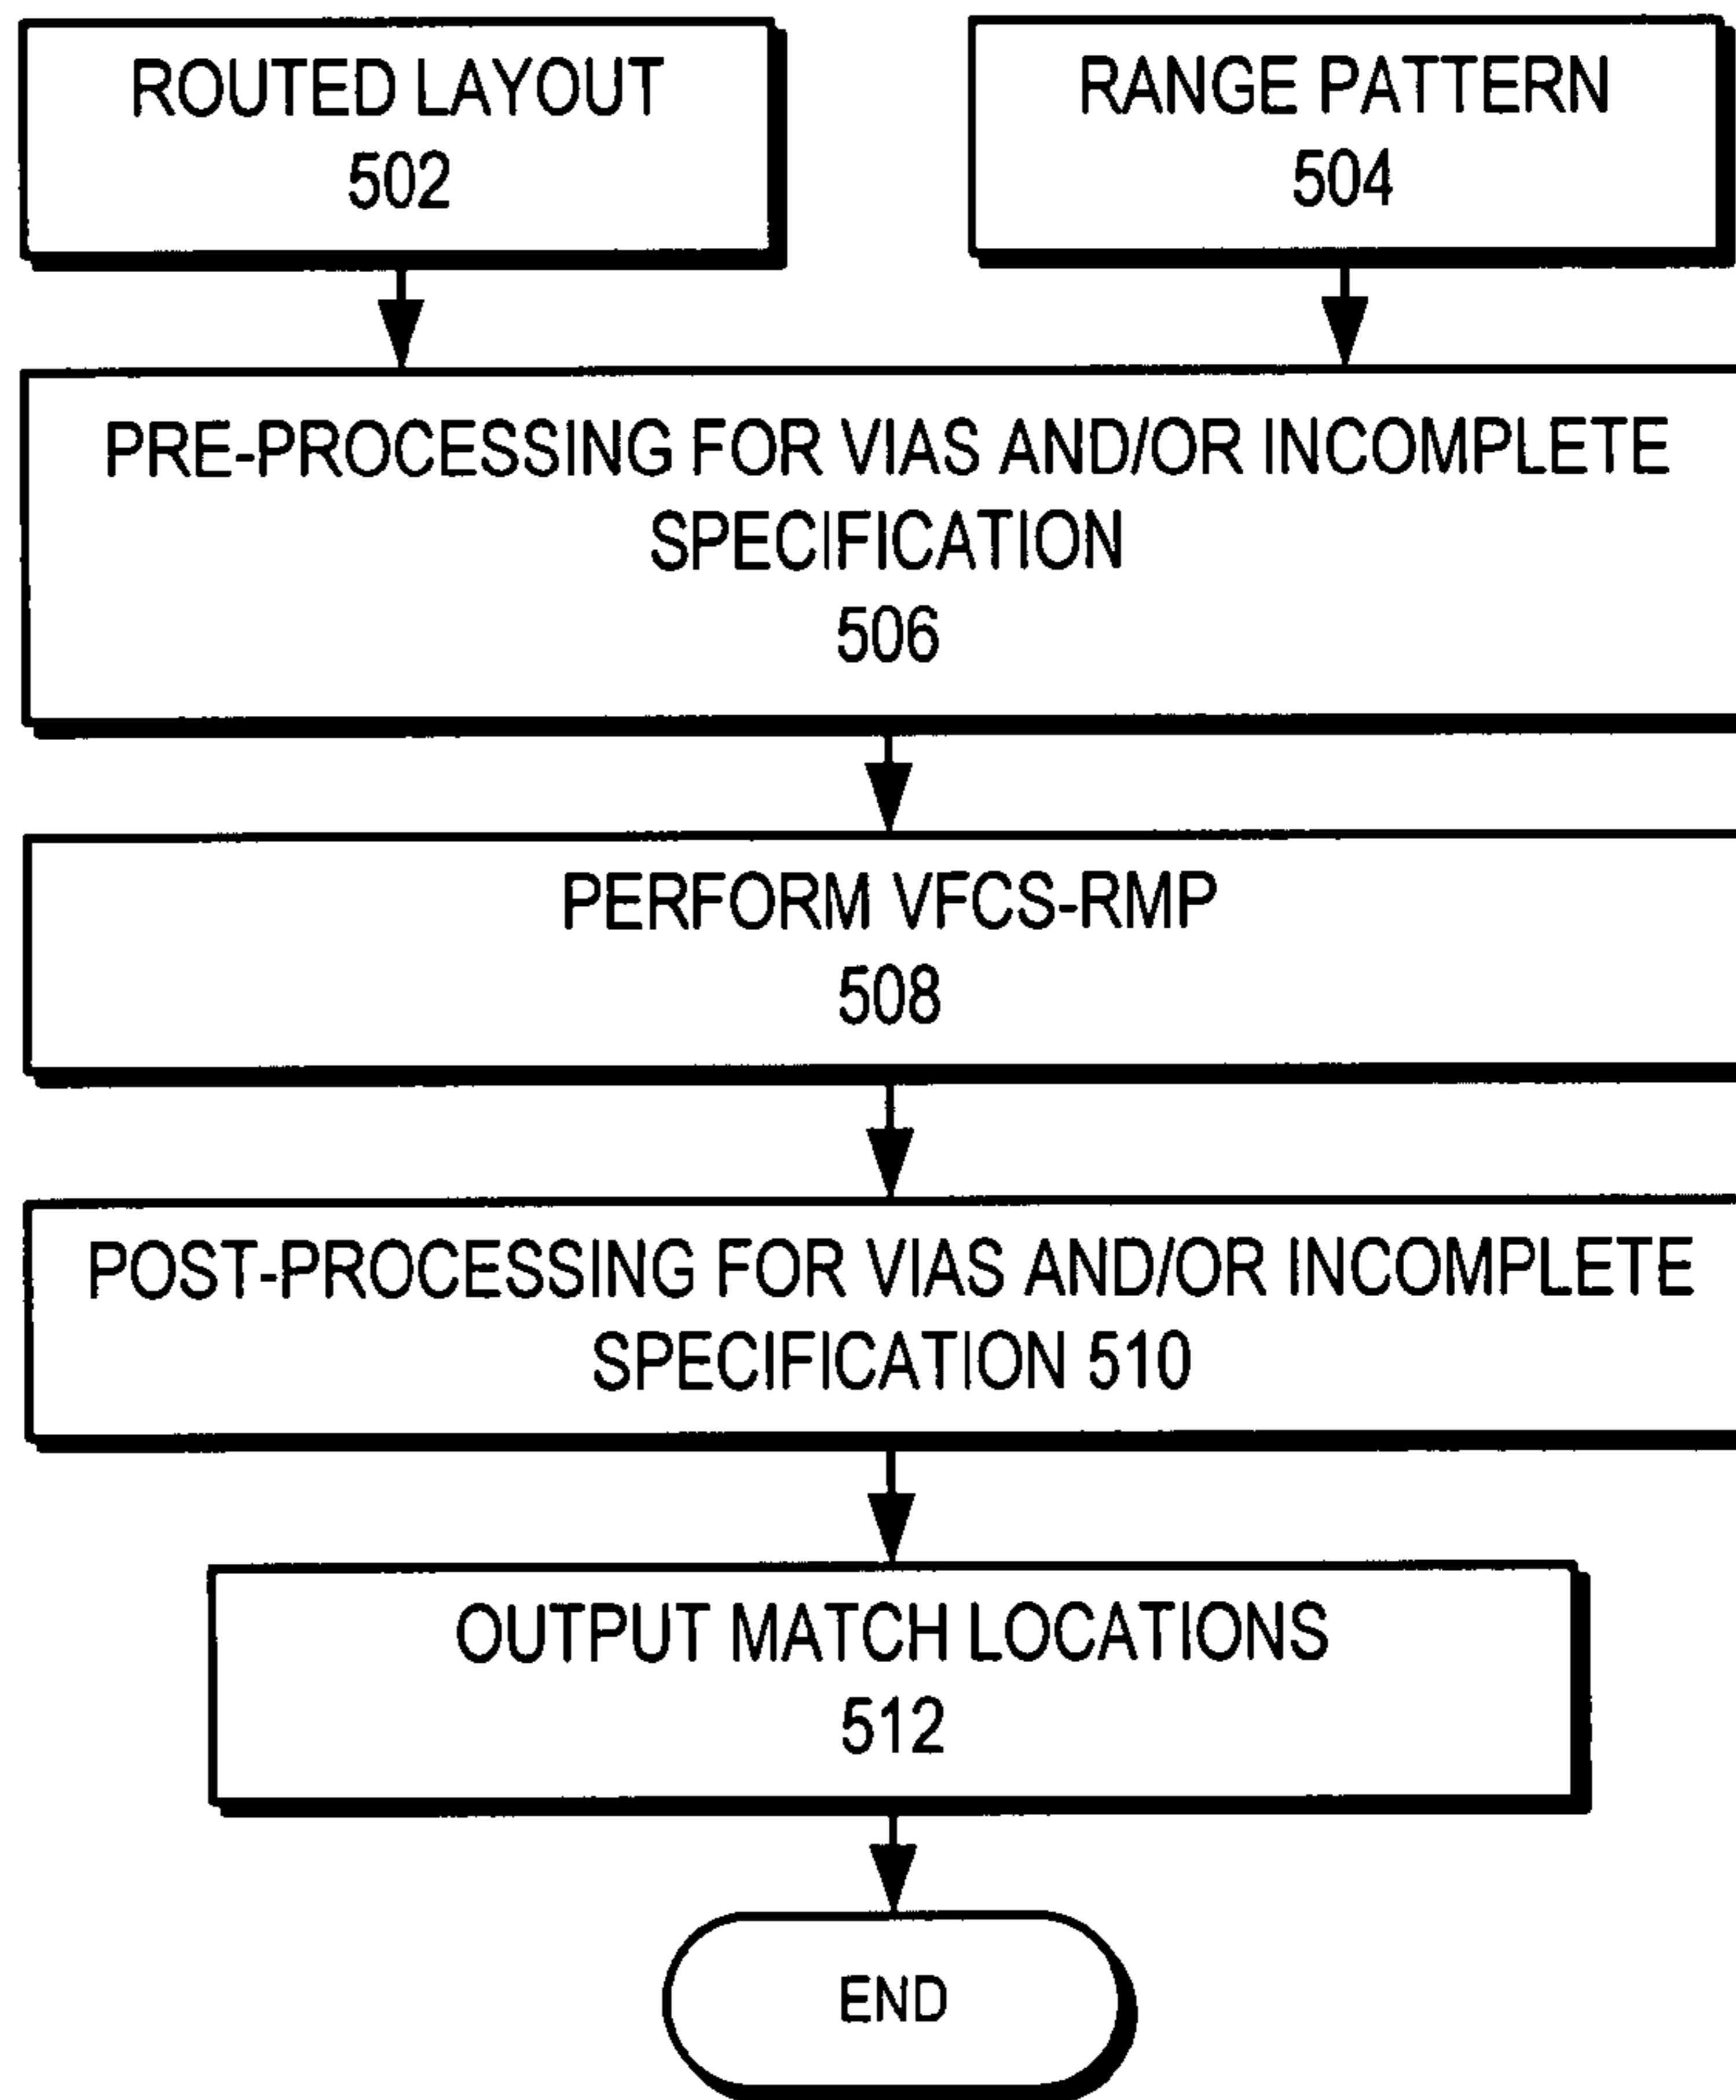 ROUTED LAYOUT
502
RANGE PATTERN
504
PRE-PROCESSING FOR VIAS AND/OR INCOMPLETE
SPECIFICATION
506
PERFORM VFCS-RMP
508
POST-PROCESSING FOR VIAS AND/OR INCOMPLETE
SPECIFICATION 510
OUTPUT MATCH LOCATIONS
512
END